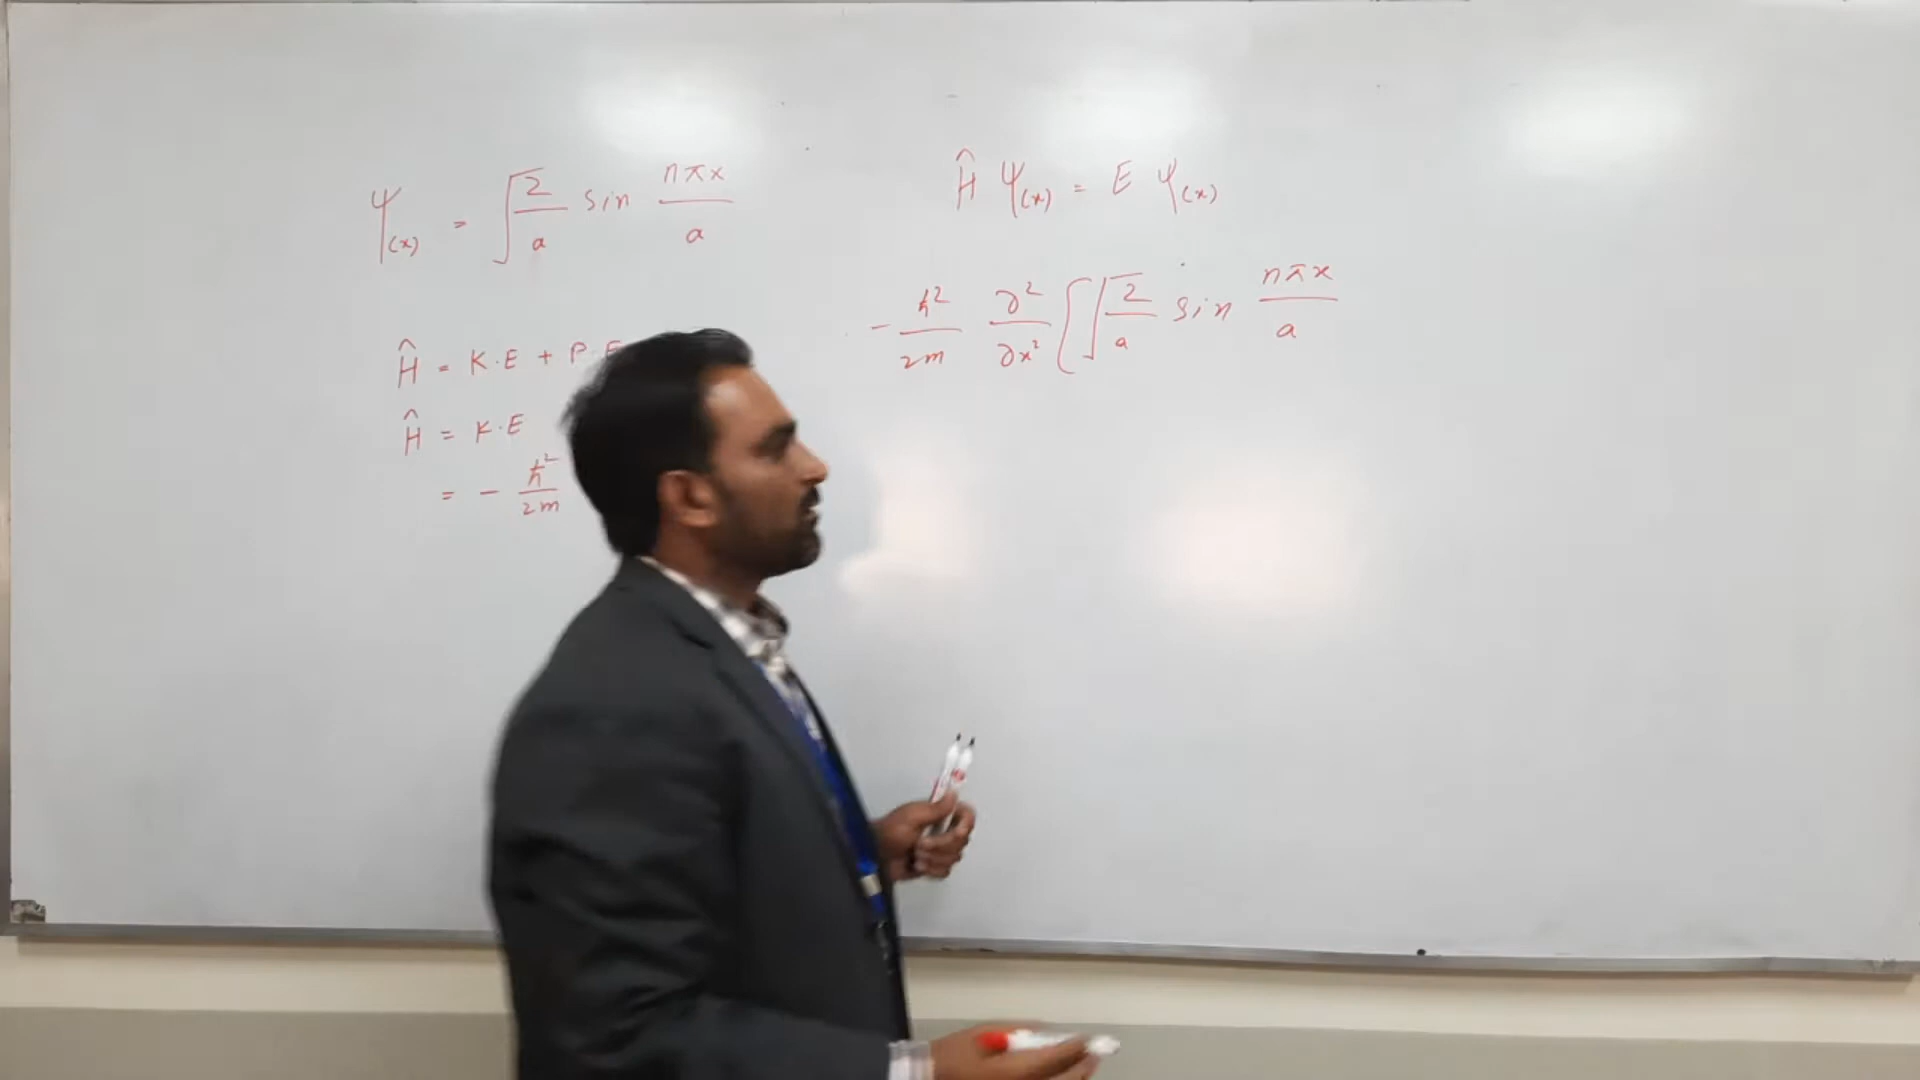 ψ(x) = √2/a sin nπx/a
Ĥ = K.E + P.E
Ĥ = K.E
= - ħ²/2m
Ĥ ψ(x) = E ψ(x)
- ħ²/2m ∂²/∂x² [√2/a sin nπx/a